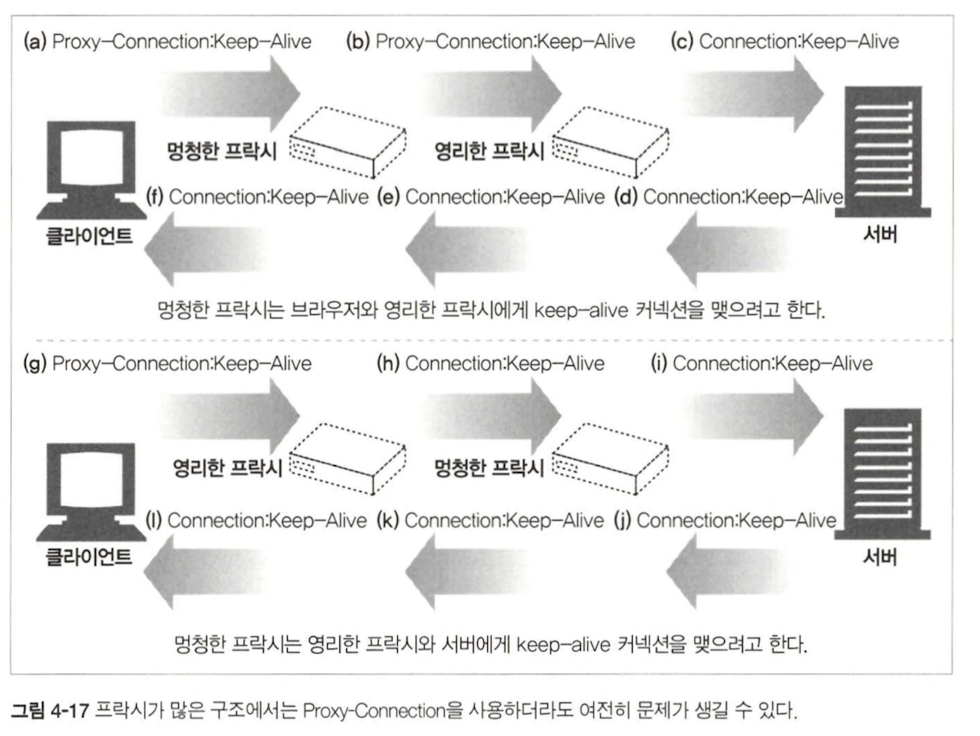 (a) Proxy-Connection:Keep-Alive (b) Proxy-Connection:Keep-Alive (c) Connection:Keep-Alive
멍청한 프락시 영리한 프락시
(f) Connection:Keep-Alive (e) Connection:Keep-Alive (d) Connection:Keep-Alive
클라이언트 서버
멍청한 프락시는 브라우저와 영리한 프락시에게 keep-alive 커넥션을 맺으려고 한다.
(g) Proxy-Connection:Keep-Alive (h) Connection:Keep-Alive (i) Connection:Keep-Alive
영리한 프락시 멍청한 프락시
(l) Connection:Keep-Alive (k) Connection:Keep-Alive (j) Connection:Keep-Alive
클라이언트 서버
멍청한 프락시는 영리한 프락시와 서버에게 keep-alive 커넥션을 맺으려고 한다.
그림 4-17 프락시가 많은 구조에서는 Proxy-Connection을 사용하더라도 여전히 문제가 생길 수 있다.